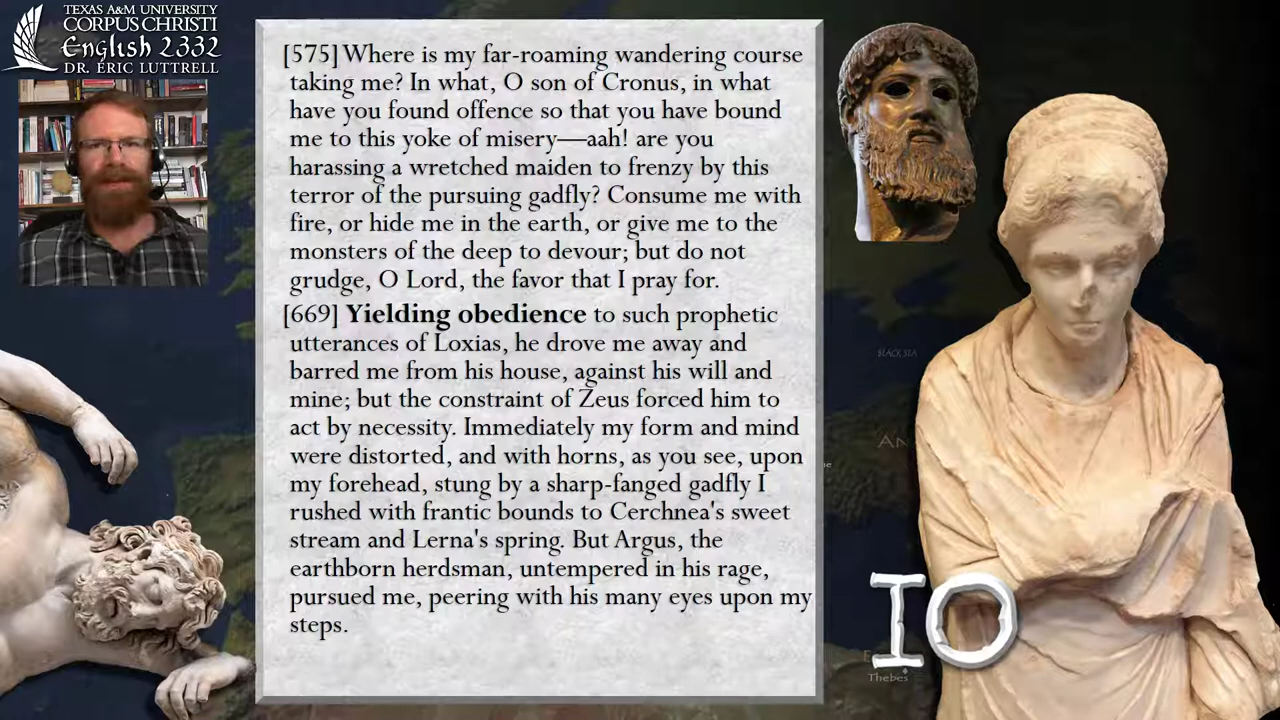 TEXAS A&M UNIVERSITY
CORPUS CHRISTI
English 2332
DR. ERIC LUTTRELL
[575] Where is my far-roaming wandering course
taking me? In what, O son of Cronus, in what
have you found offence so that you have bound
me to this yoke of misery—aah! are you
harassing a wretched maiden to frenzy by this
terror of the pursuing gadfly? Consume me with
fire, or hide me in the earth, or give me to the
monsters of the deep to devour; but do not
grudge, O Lord, the favor that I pray for.
[669] Yielding obedience to such prophetic
utterances of Loxias, he drove me away and
barred me from his house, against his will and
mine; but the constraint of Zeus forced him to
act by necessity. Immediately my form and mind
were distorted, and with horns, as you see, upon
my forehead, stung by a sharp-fanged gadfly I
rushed with frantic bounds to Cerchnea's sweet
stream and Lerna's spring. But Argus, the
earthborn herdsman, untempered in his rage,
pursued me, peering with his many eyes upon my
steps.
BLACK SEA
IO
Thebes